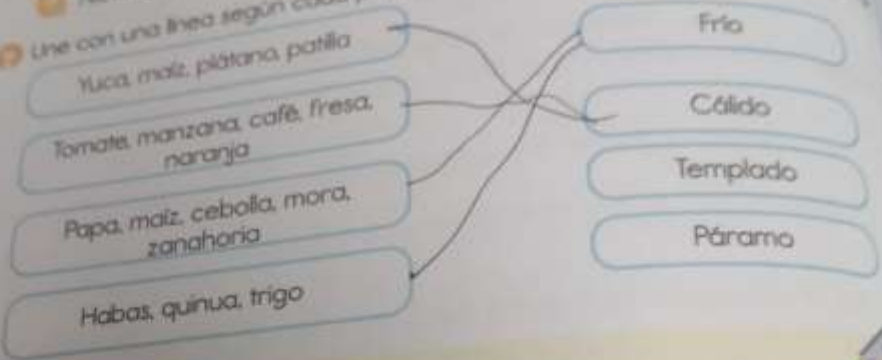 Une con una línea según
Yuca, maíz, plátano, patilla
Tomate, manzana, café, fresa,
naranja
Papa, maíz, cebolla, mora,
zanahoria
Habas, quinua, trigo
Frío
Cálido
Templado
Páramo